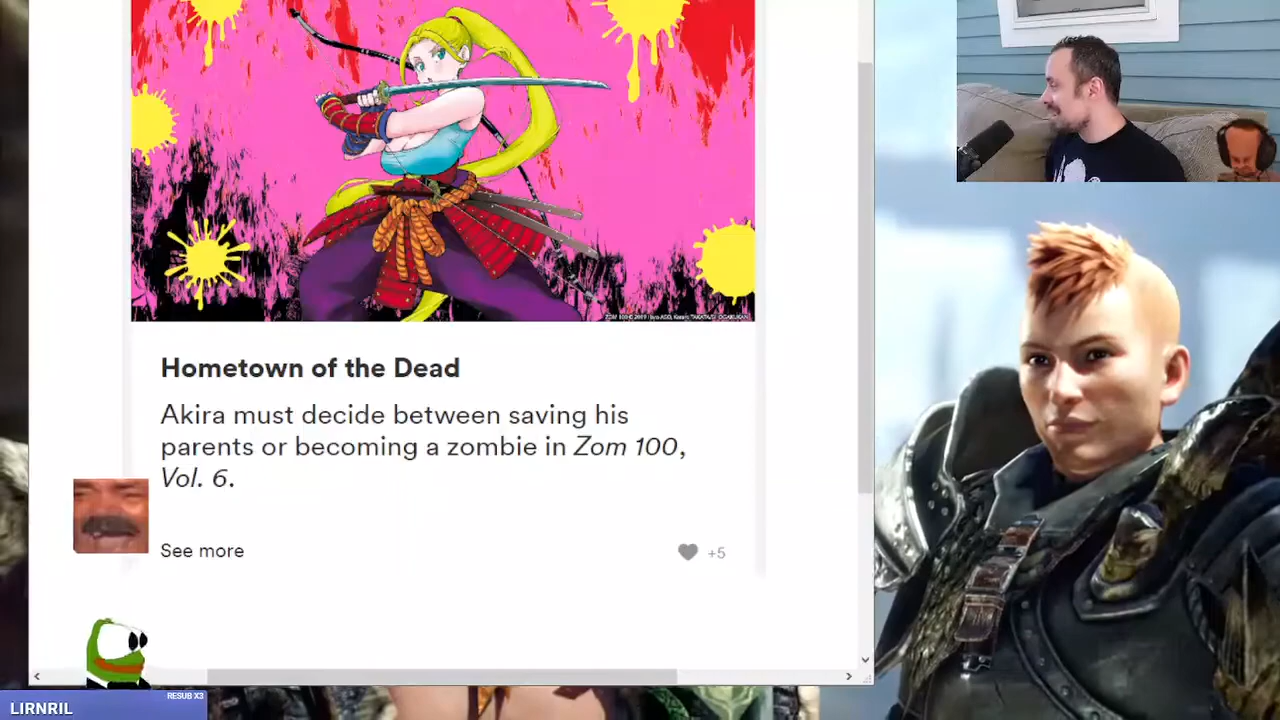 Hometown of the Dead
Akira must decide between saving his
parents or becoming a zombie in Zom 100,
Vol. 6.
See more
+5
RESUB X3
LIRNRIL